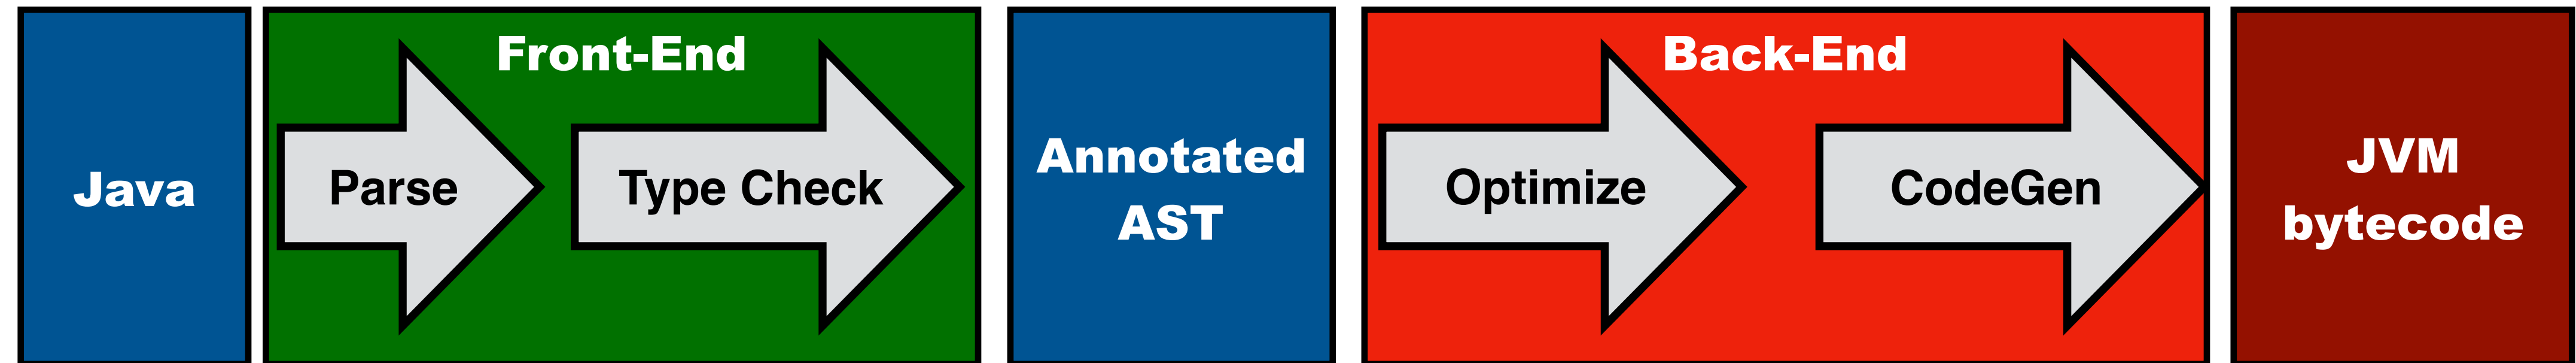 Java
Front-End
Parse
Type Check
Annotated
AST
Back-End
Optimize
CodeGen
JVM
bytecode